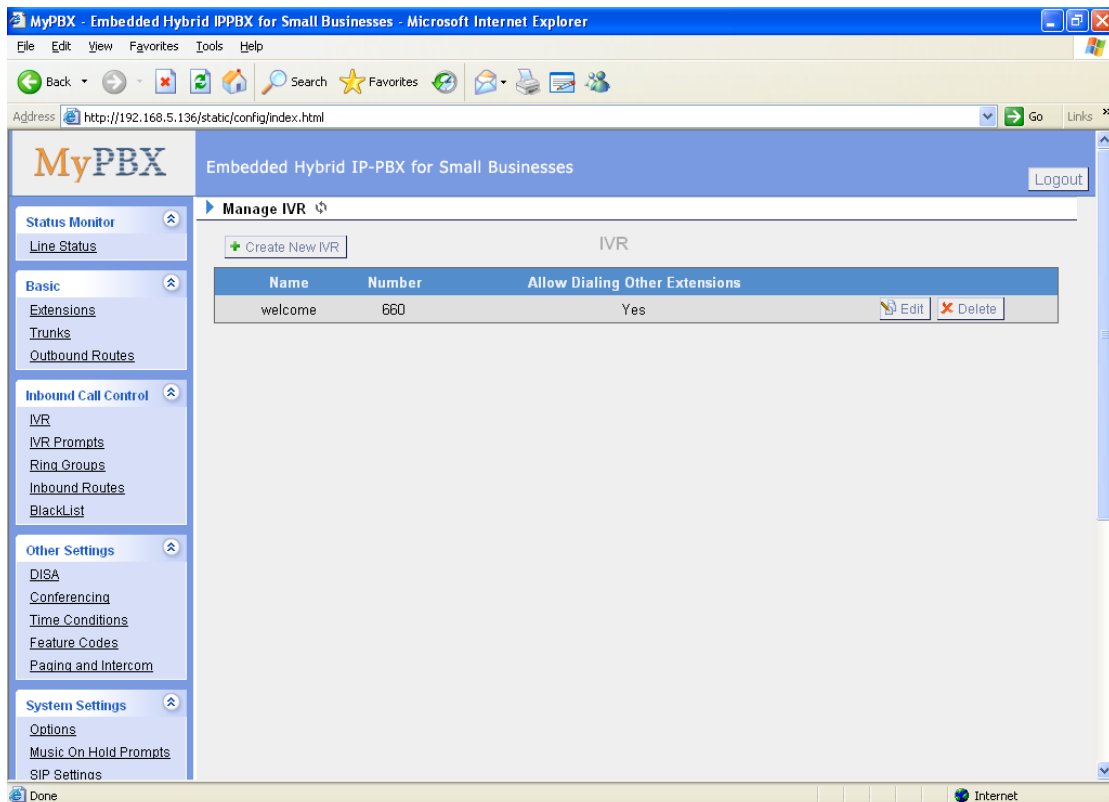 MyPBX - Embedded Hybrid IPPBX for Small Businesses - Microsoft Internet Explorer
File Edit View Favorites Tools Help
Back Search Favorites
Address http://192.168.5.136/static/config/index.html Go Links »
MyPBX
Embedded Hybrid IP-PBX for Small Businesses
Logout
Status Monitor
Line Status
Basic
Extensions
Trunks
Outbound Routes
Inbound Call Control
IVR
IVR Prompts
Ring Groups
Inbound Routes
BlackList
Other Settings
DISA
Conferencing
Time Conditions
Feature Codes
Paging and Intercom
System Settings
Options
Music On Hold Prompts
SIP Settings
Manage IVR
Create New IVR IVR
Name Number Allow Dialing Other Extensions
welcome 660 Yes Edit Delete
Done Internet